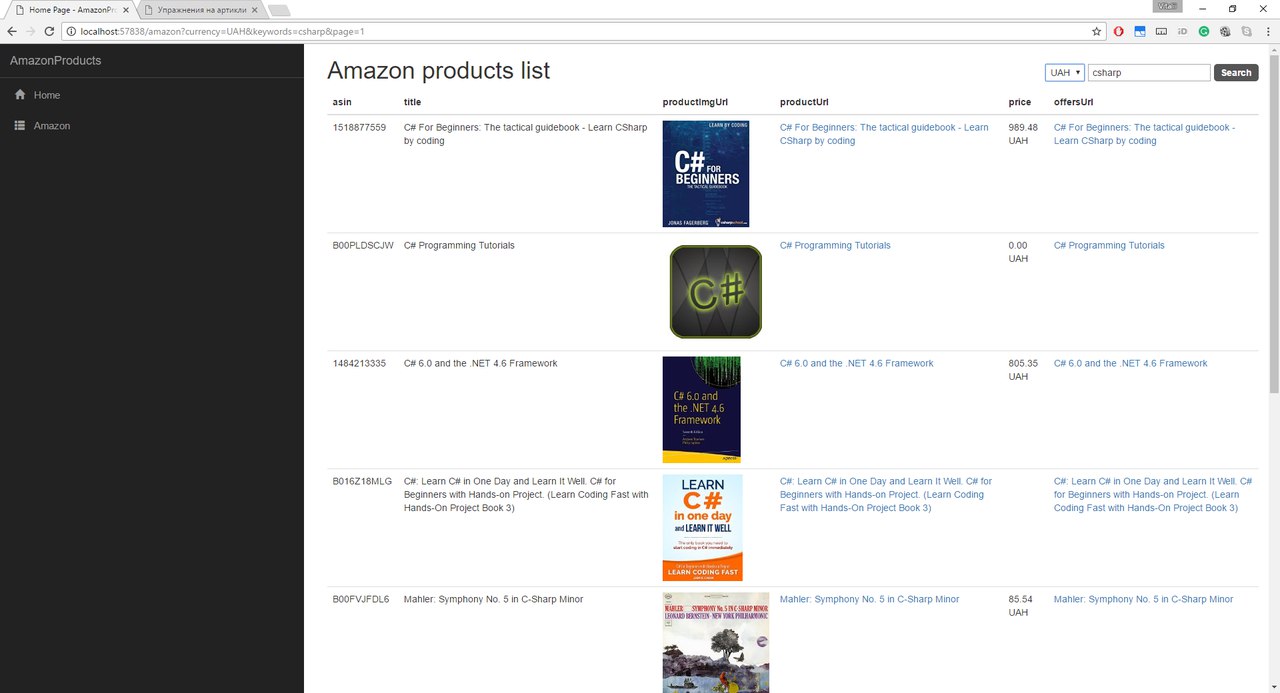 Home Page - AmazonPro
Упражнения на артикли
Vitalii
localhost:57838/amazon?currency=UAH&keywords=csharp&page=1
AmazonProducts
Home
Amazon
Amazon products list
UAH
csharp
Search
asin title productImgUrl productUrl price offersUrl
1518877559
C# For Beginners: The tactical guidebook - Learn CSharp
by coding
LEARN BY CODING
C# FOR
BEGINNERS
THE TACTICAL GUIDEBOOK
JONAS FAGERBERG
C# For Beginners: The tactical guidebook - Learn
CSharp by coding
989.48
UAH
C# For Beginners: The tactical guidebook -
Learn CSharp by coding
B00PLDSCJW
C# Programming Tutorials
C#
C# Programming Tutorials
0.00
UAH
C# Programming Tutorials
1484213335
C# 6.0 and the .NET 4.6 Framework
C# 6.0 and
the .NET 4.6
Framework
C# 6.0 and the .NET 4.6 Framework
805.35
UAH
C# 6.0 and the .NET 4.6 Framework
B016Z18MLG
C#: Learn C# in One Day and Learn It Well. C# for
Beginners with Hands-on Project. (Learn Coding Fast with
Hands-On Project Book 3)
LEARN
C#
in one day
and LEARN IT WELL
The only book you need to
start coding in C# immediately
LEARN CODING FAST
C#: Learn C# in One Day and Learn It Well. C# for
Beginners with Hands-on Project. (Learn Coding
Fast with Hands-On Project Book 3)
C#: Learn C# in One Day and Learn It Well. C#
for Beginners with Hands-on Project. (Learn
Coding Fast with Hands-On Project Book 3)
B00FVJFDL6
Mahler: Symphony No. 5 in C-Sharp Minor
MAHLER SYMPHONY No. 5 IN C-SHARP MINOR
LEONARD BERNSTEIN · NEW YORK PHILHARMONIC
Mahler: Symphony No. 5 in C-Sharp Minor
85.54
UAH
Mahler: Symphony No. 5 in C-Sharp Minor